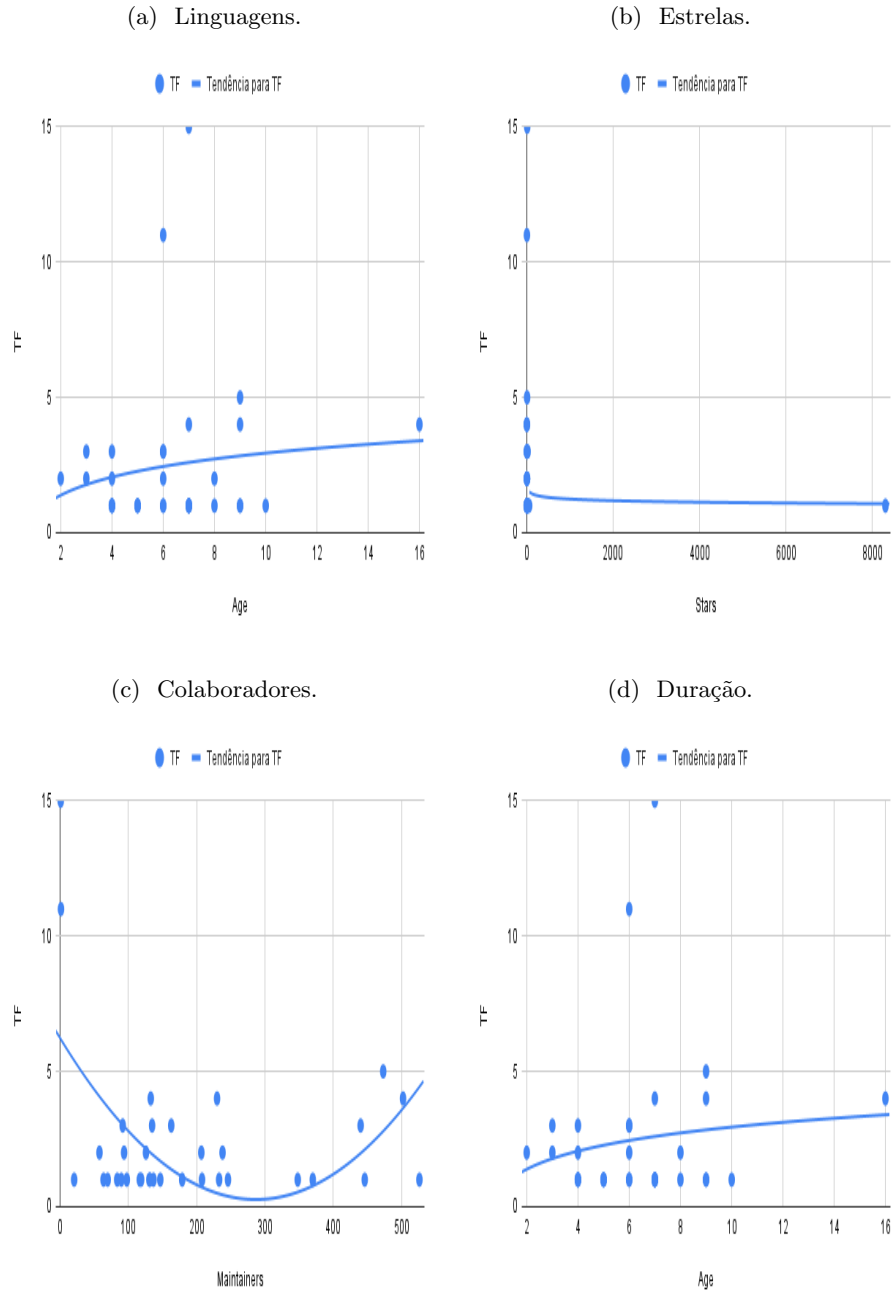 (a) Linguagens.
TF Tendência para TF
15
10
5
0
TF
2 4 6 8 10 12 14 16
Age
(b) Estrelas.
TF Tendência para TF
15
10
5
0
TF
0 2000 4000 6000 8000
Stars
(c) Colaboradores.
TF Tendência para TF
15
10
5
0
TF
0 100 200 300 400 500
Maintainers
(d) Duração.
TF Tendência para TF
15
10
5
0
TF
2 4 6 8 10 12 14 16
Age